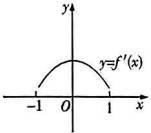 y
y=f'(x)
-1 O 1 x